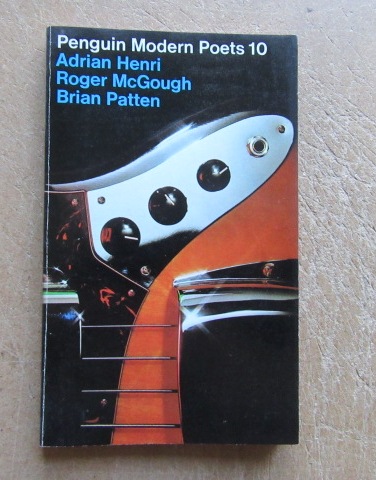 Penguin Modern Poets 10
Adrian Henri
Roger McGough
Brian Patten